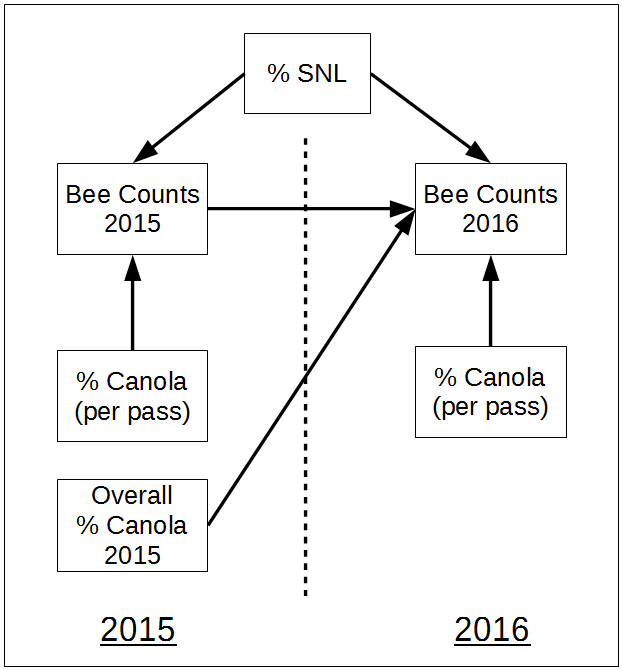 % SNL
Bee Counts
2015
Bee Counts
2016
% Canola
(per pass)
% Canola
(per pass)
Overall
% Canola
2015
2015
2016